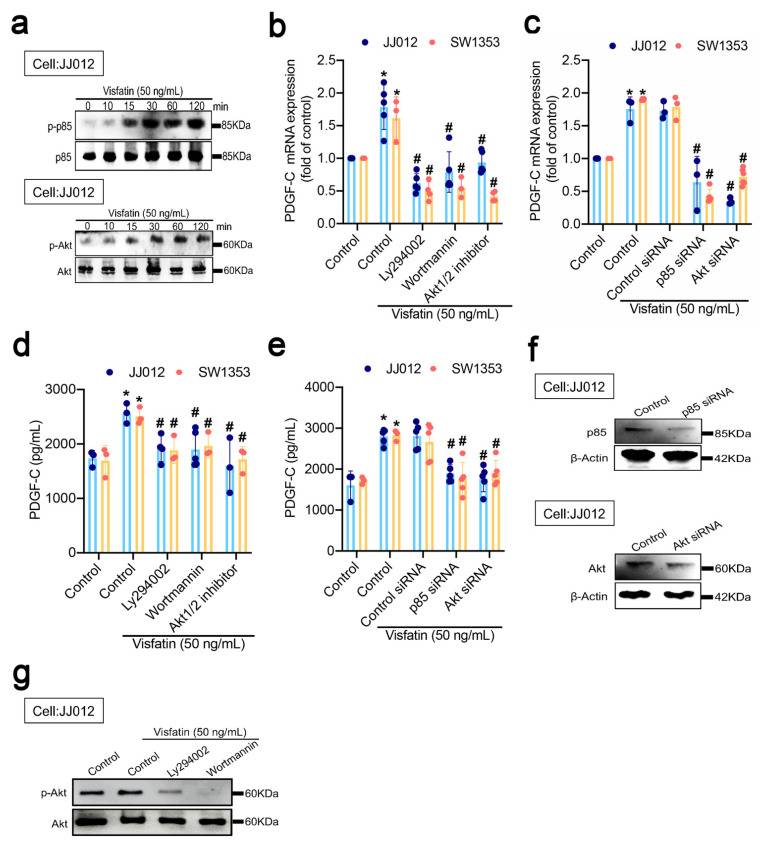 a
Cell:JJ012
Visfatin (50 ng/mL)
0 10 15 30 60 120 min
p-p85 85KDa
p85 85KDa
Cell:JJ012
Visfatin (50 ng/mL)
0 10 15 30 60 120 min
p-Akt 60KDa
Akt 60KDa
b
JJ012 SW1353
PDGF-C mRNA expression
(fold of control)
2.5
2.0
1.5
1.0
0.5
0.0
* *
# # # # # #
Control
Control
Ly294002
Wortmannin
Akt1/2 inhibitor
Visfatin (50 ng/mL)
c
JJ012 SW1353
PDGF-C mRNA expression
(fold of control)
2.5
2.0
1.5
1.0
0.5
0.0
* *
# # # #
Control
Control
Control siRNA
p85 siRNA
Akt siRNA
Visfatin (50 ng/mL)
d
JJ012 SW1353
PDGF-C (pg/mL)
3000
2000
1000
0
* *
# # # # # #
Control
Control
Ly294002
Wortmannin
Akt1/2 inhibitor
Visfatin (50 ng/mL)
e
JJ012 SW1353
PDGF-C (pg/mL)
4000
3000
2000
1000
0
* *
# # # #
Control
Control
Control siRNA
p85 siRNA
Akt siRNA
Visfatin (50 ng/mL)
f
Cell:JJ012
Control p85 siRNA
p85 85KDa
β-Actin 42KDa
Cell:JJ012
Control Akt siRNA
Akt 60KDa
β-Actin 42KDa
g
Cell:JJ012
Visfatin (50 ng/mL)
Control Control Ly294002 Wortmannin
p-Akt 60KDa
Akt 60KDa